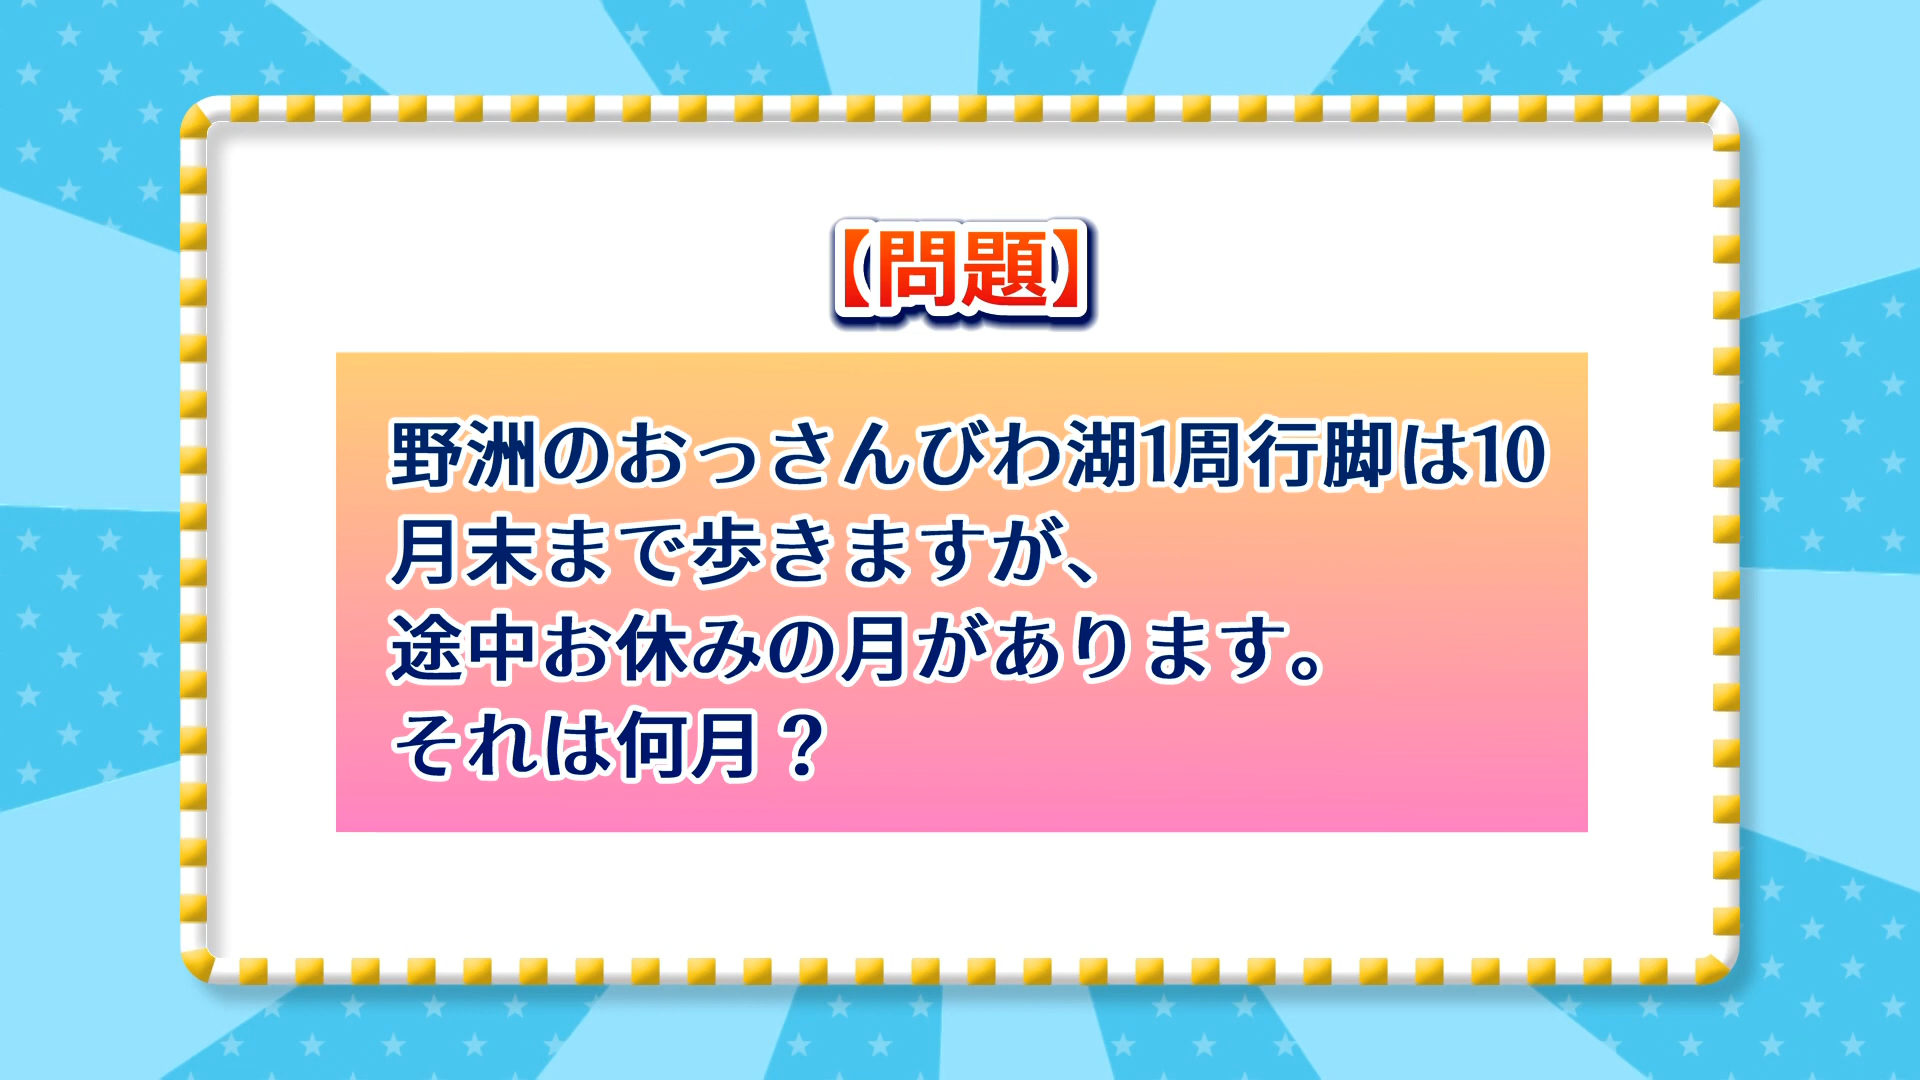 【問題】
野洲のおっさんびわ湖1周行脚は10
月末まで歩きますが、
途中お休みの月があります。
それは何月？